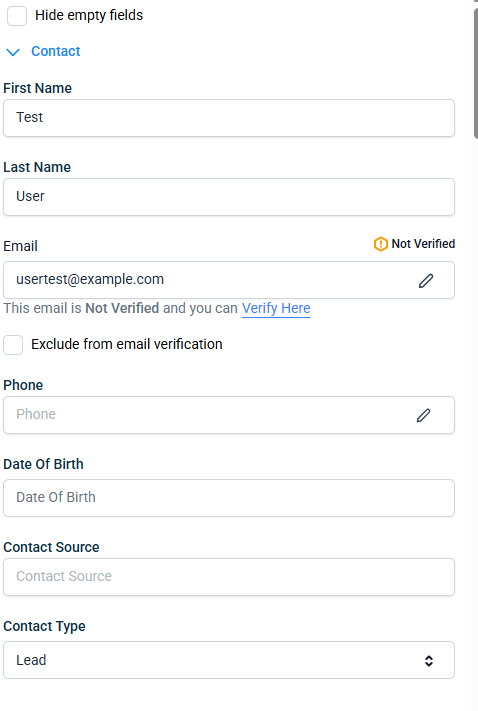 Hide empty fields
Contact
First Name
Test
Last Name
User
Email
Not Verified
usertest@example.com
This email is Not Verified and you can Verify Here
Exclude from email verification
Phone
Phone
Date Of Birth
Date Of Birth
Contact Source
Contact Source
Contact Type
Lead